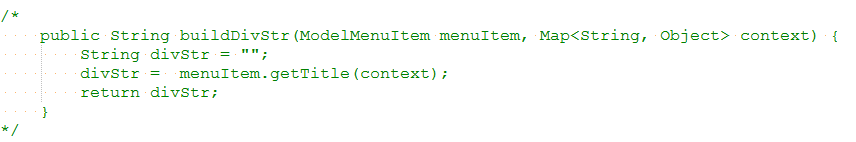 /*
    public String buildDivStr(ModelMenuItem menuItem, Map<String, Object> context) {
        String divStr = "";
        divStr =  menuItem.getTitle(context);
        return divStr;
    }
*/